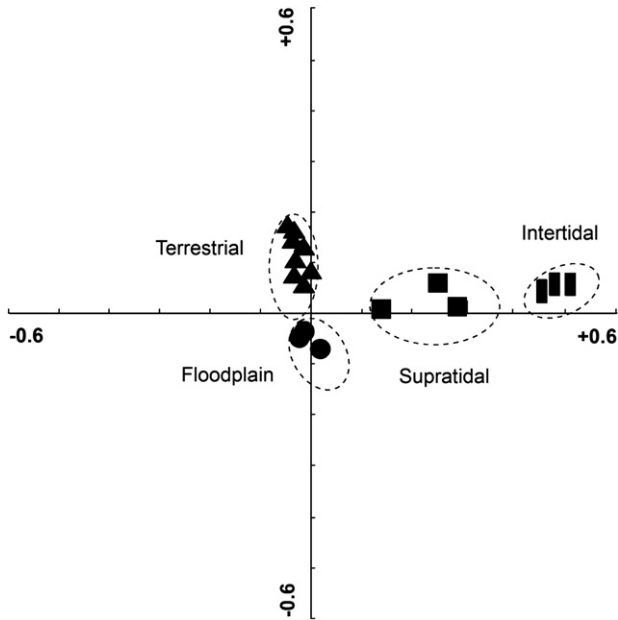 +0.6
Intertidal
Terrestrial
-0.6
+0.6
Floodplain
Supratidal
-0.6